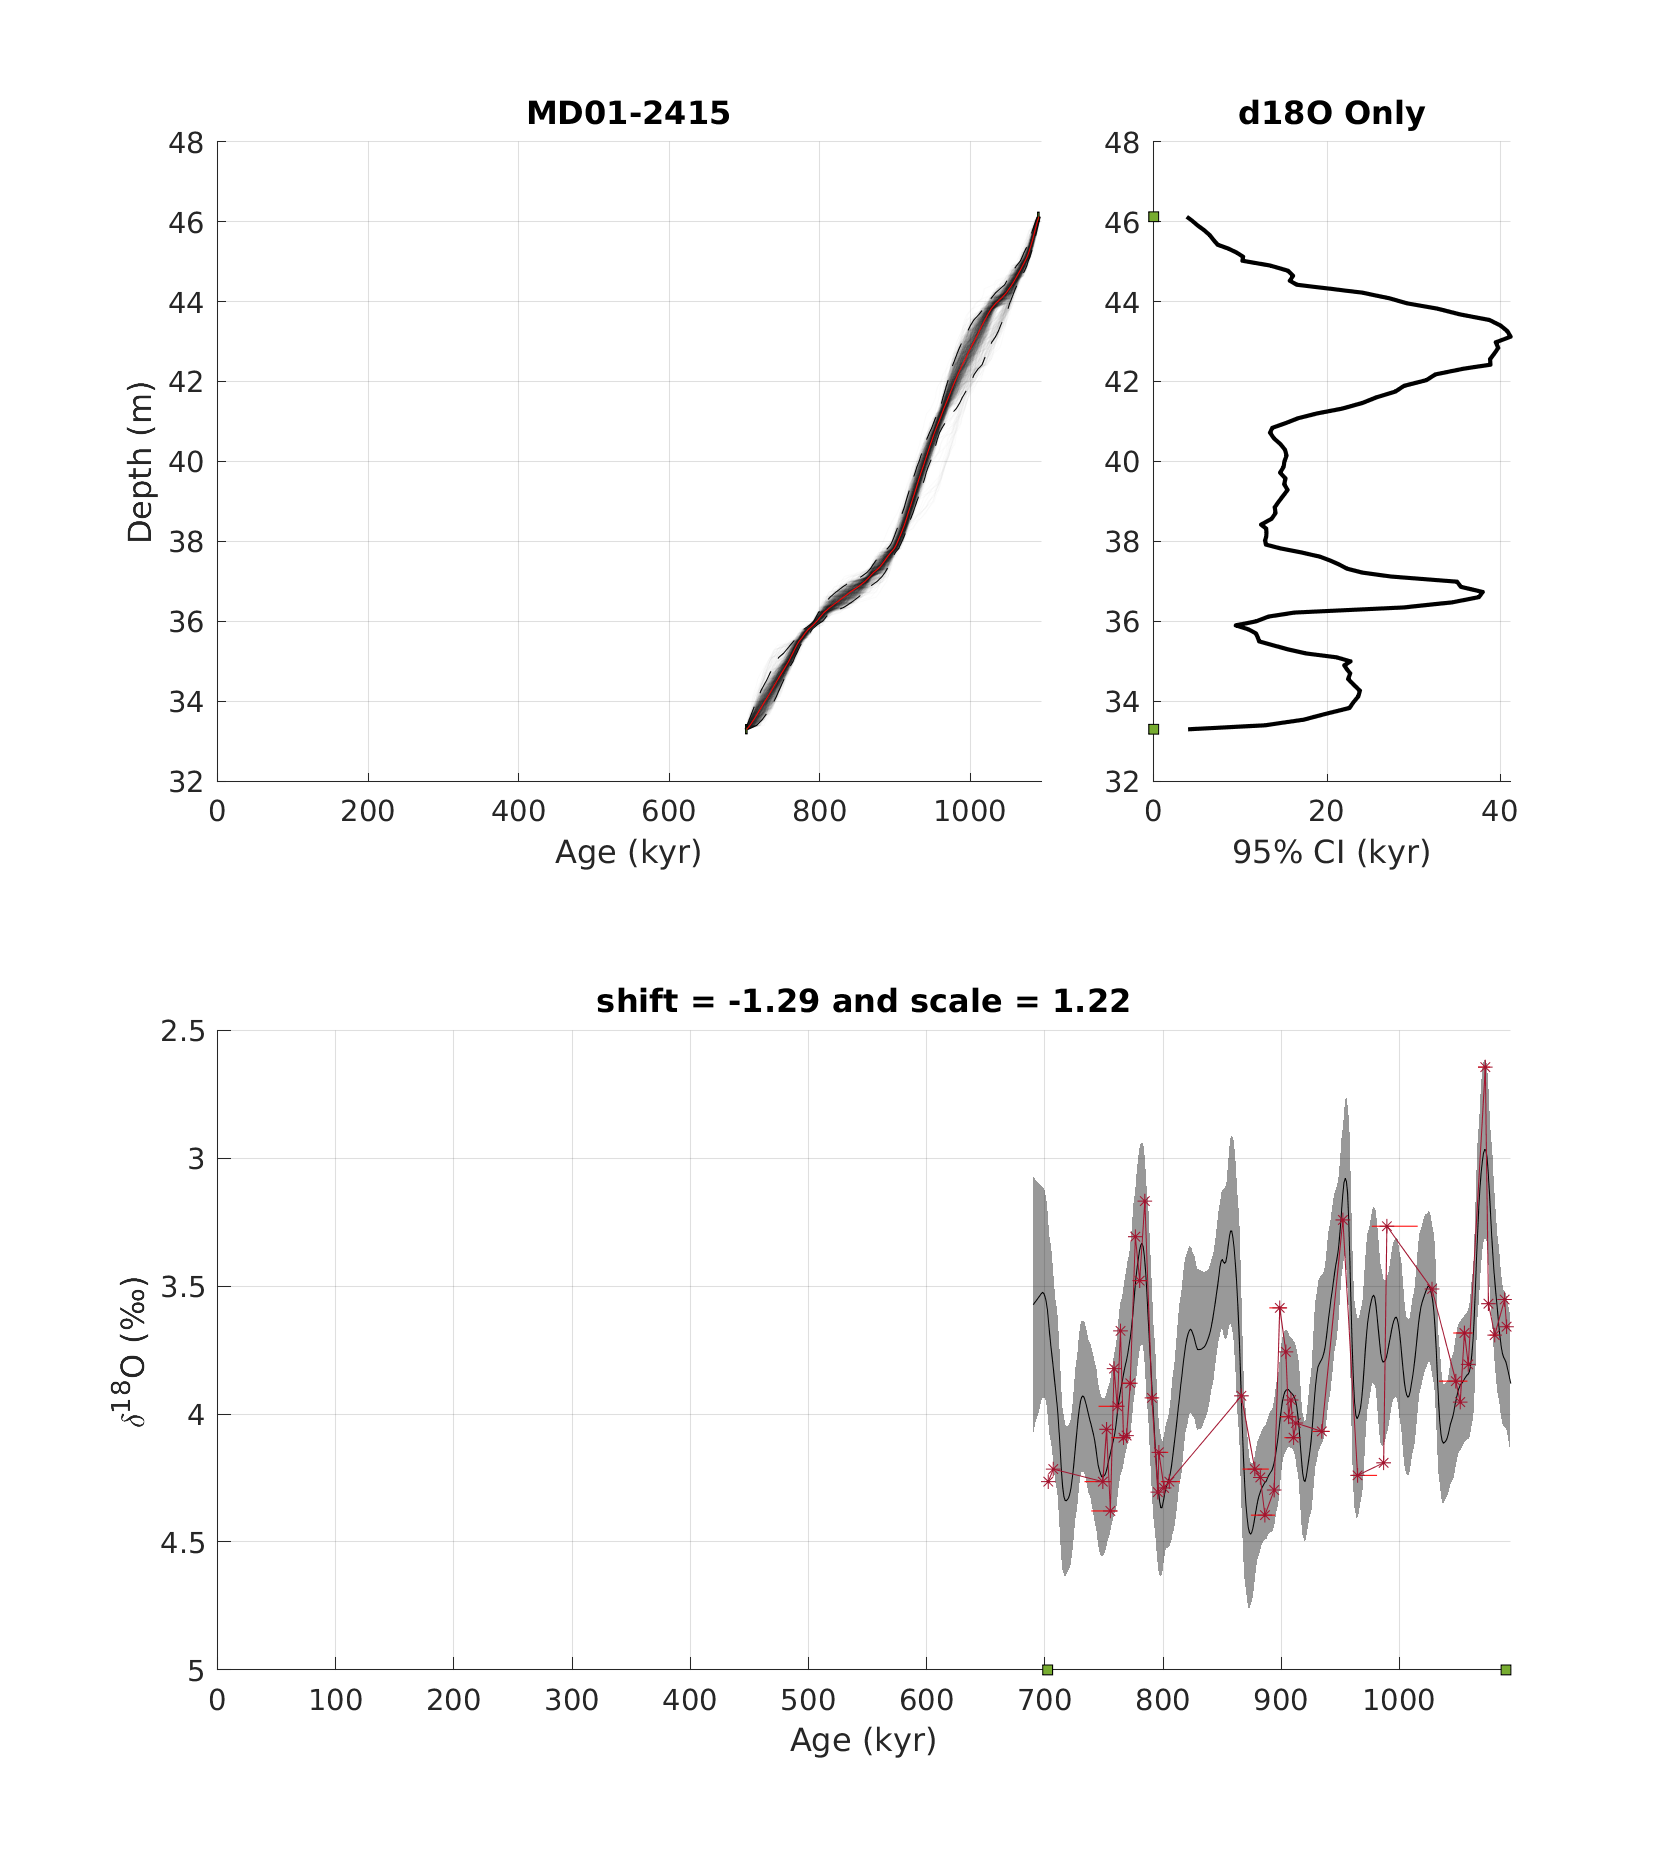 MD01-2415
48
46
44
42
40
38
36
34
32
Depth (m)
0 200 400 600 800 1000
Age (kyr)
d18O Only
48
46
44
42
40
38
36
34
32
0 20 40
95% CI (kyr)
shift = -1.29 and scale = 1.22
2.5
3
3.5
4
4.5
5
δ18O (‰)
0 100 200 300 400 500 600 700 800 900 1000
Age (kyr)